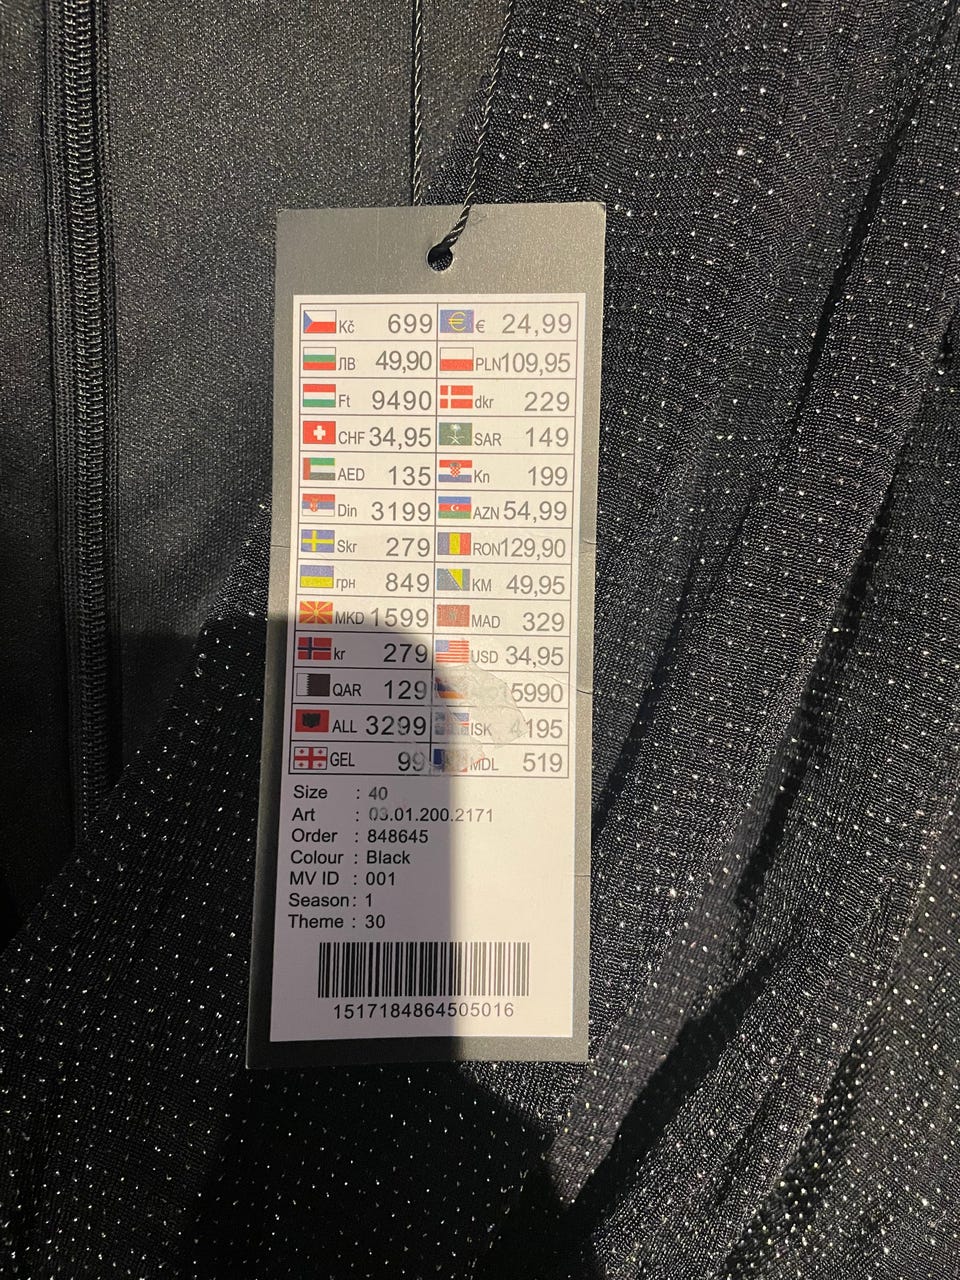 Kč 699 € 24,99
ЛВ 49,90 PLN 109,95
Ft 9490 dkr 229
CHF 34,95 SAR 149
AED 135 Kn 199
Din 3199 AZN 54,99
Skr 279 RON 129,90
грн 849 KM 49,95
MKD 1599 MAD 329
kr 279 USD 34,95
QAR 129 15990
ALL 3299 ISK 4195
GEL 99 MDL 519
Size : 40
Art : 03.01.200.2171
Order : 848645
Colour : Black
MV ID : 001
Season : 1
Theme : 30
1517184864505016